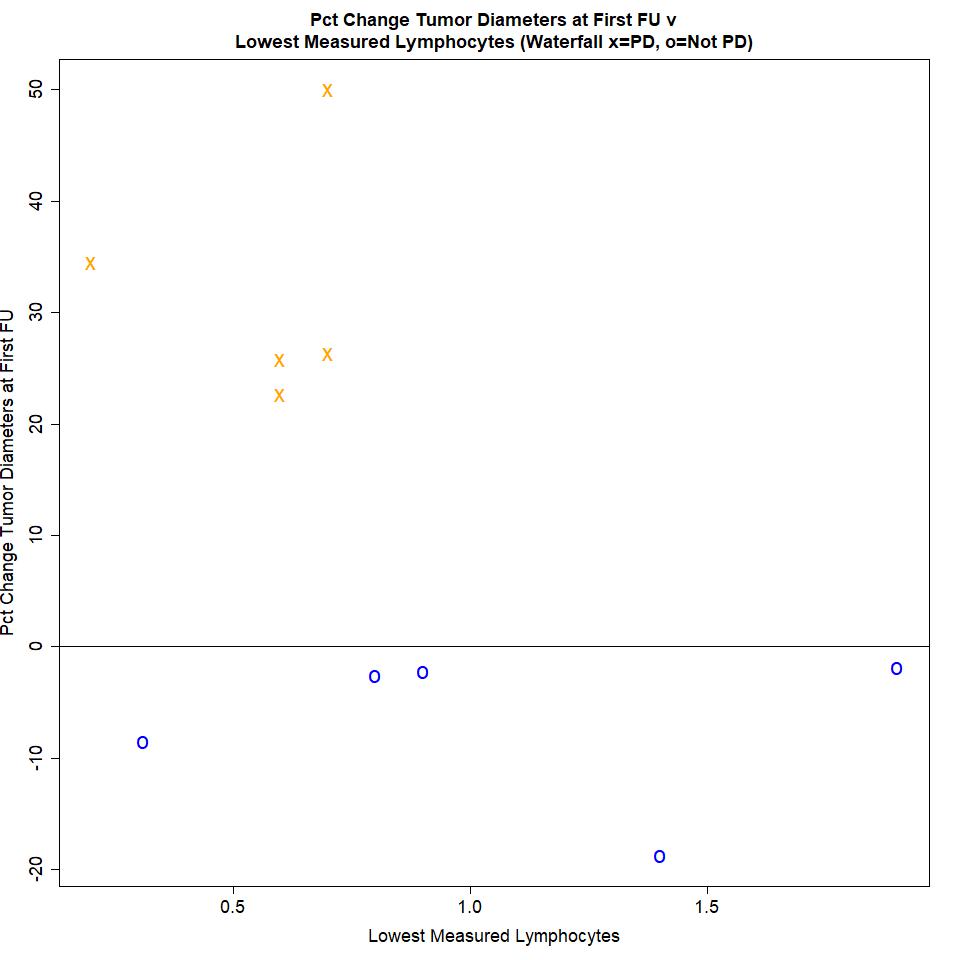 Pct Change Tumor Diameters at First FU v
Lowest Measured Lymphocytes (Waterfall x=PD, o=Not PD)
Pct Change Tumor Diameters at First FU
50
40
30
20
10
0
-10
-20
X
X
X
X
X
O
O
O
O
O
0.5
1.0
1.5
Lowest Measured Lymphocytes